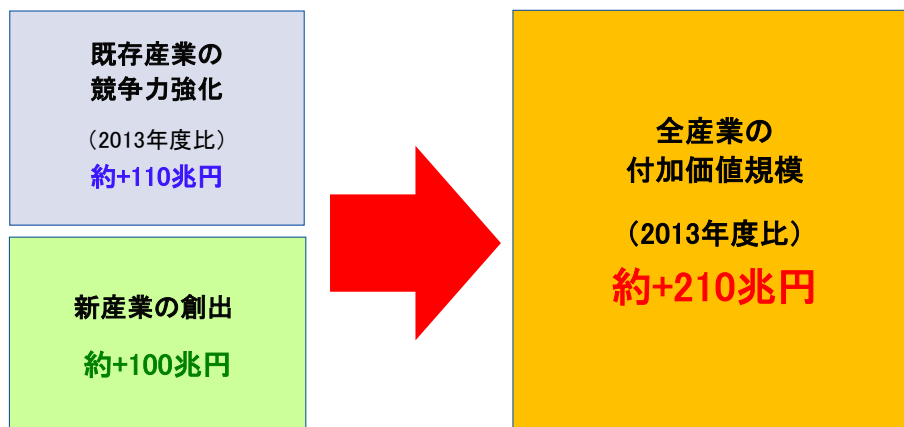 既存産業の
競争力強化
（2013年度比）
約+110兆円
新産業の創出
約+100兆円
全産業の
付加価値規模
（2013年度比）
約+210兆円